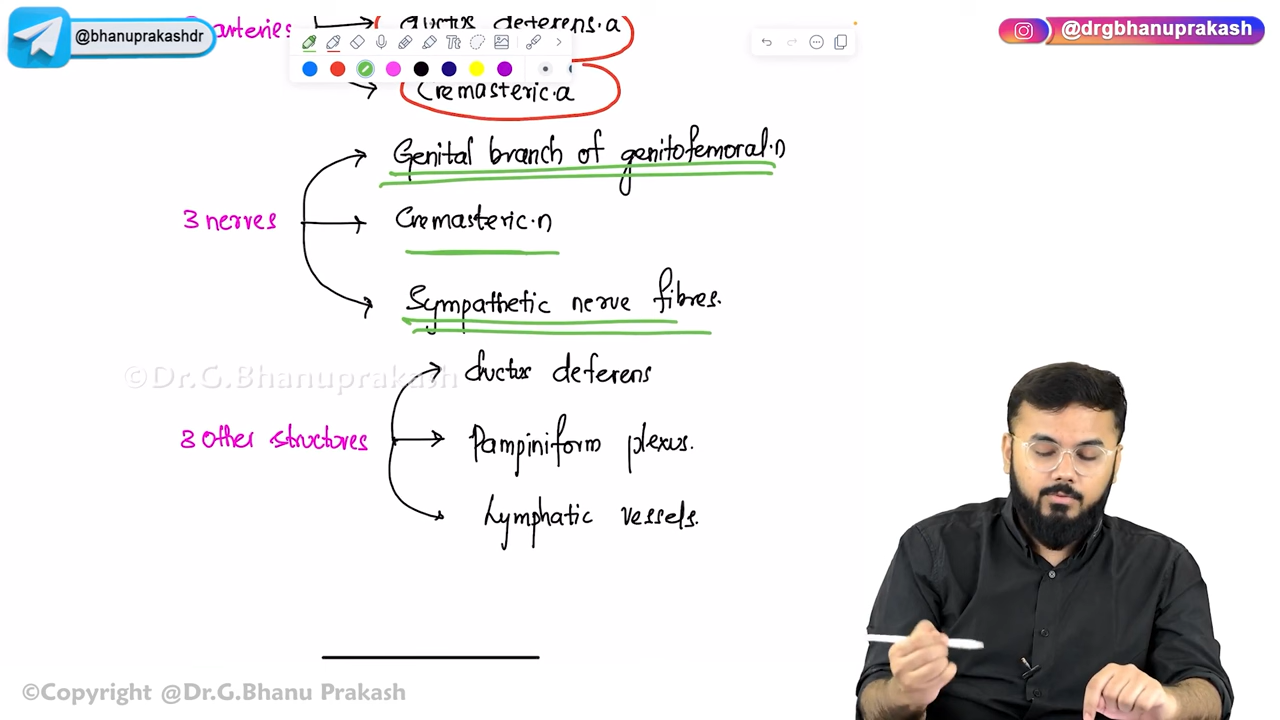 @bhanuprakashdr
@drgbhanuprakash
arteries
ductus deferens.a
Cremasteric.a
Genital branch of genitofemoral.n
3 nerves
Cremasteric.n
Sympathetic nerve fibres.
ductus deferens
©Dr.G.Bhanuprakash
3 Other structures
Pampiniform plexus.
Lymphatic vessels.
©Copyright @Dr.G.Bhanu Prakash